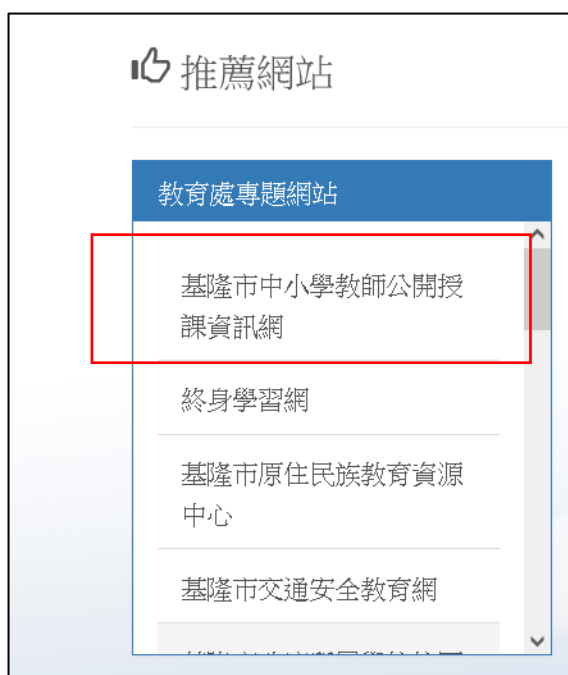 推薦網站
教育處專題網站
基隆市中小學教師公開授
課資訊網
終身學習網
基隆市原住民族教育資源
中心
基隆市交通安全教育網